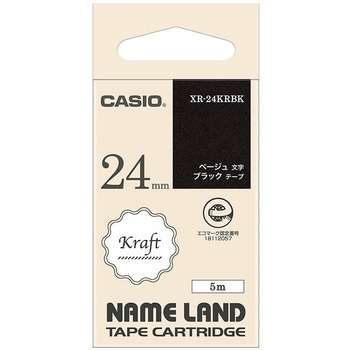 CASIO
XR-24KRBK
ベージュ 文字
ブラック テープ
24mm
Kraft
エコマーク認定番号
18112057
5m
NAME LAND
TAPE CARTRIDGE